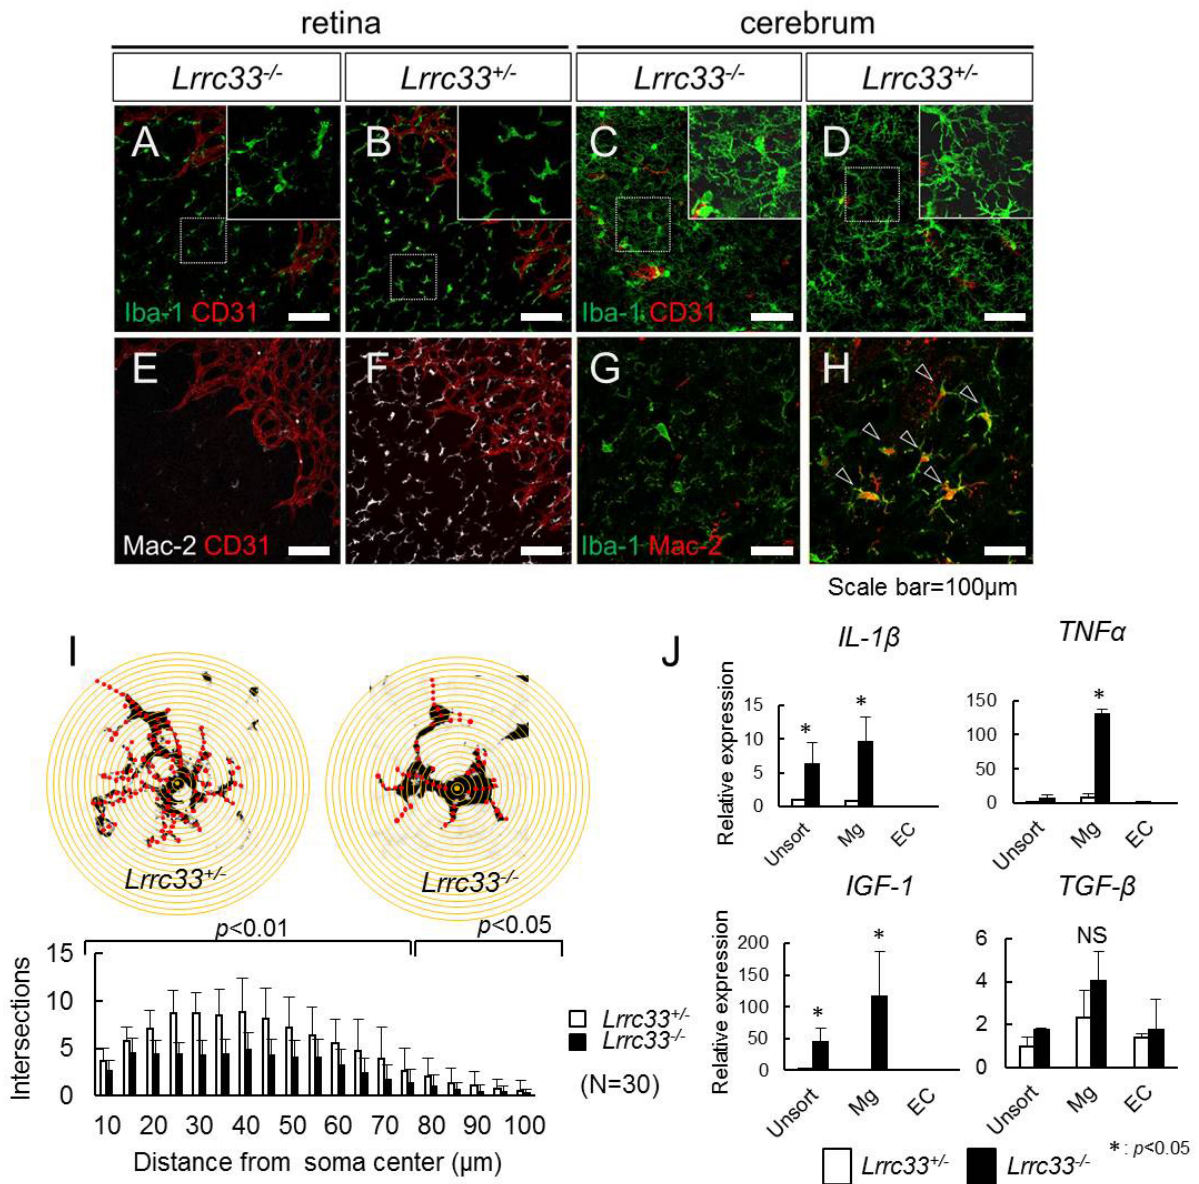 retina cerebrum
Lrrc33-/- Lrrc33+/- Lrrc33-/- Lrrc33+/-
A B C D
Iba-1 CD31 Iba-1 CD31
E F G H
Mac-2 CD31 Iba-1 Mac-2
Scale bar=100μm
I
Lrrc33+/- Lrrc33-/-
p<0.01 p<0.05
Intersections
15
10
5
0
10 20 30 40 50 60 70 80 90 100
Distance from soma center (μm)
Lrrc33+/-
Lrrc33-/-
(N=30)
J
IL-1β
Relative expression
15
10
5
0
* *
Unsort Mg EC
TNFα
150
100
50
0
*
Unsort Mg EC
IGF-1
Relative expression
200
150
100
50
0
* *
Unsort Mg EC
TGF-β
6
4
2
0
NS
Unsort Mg EC
Lrrc33+/- Lrrc33-/- * : p<0.05